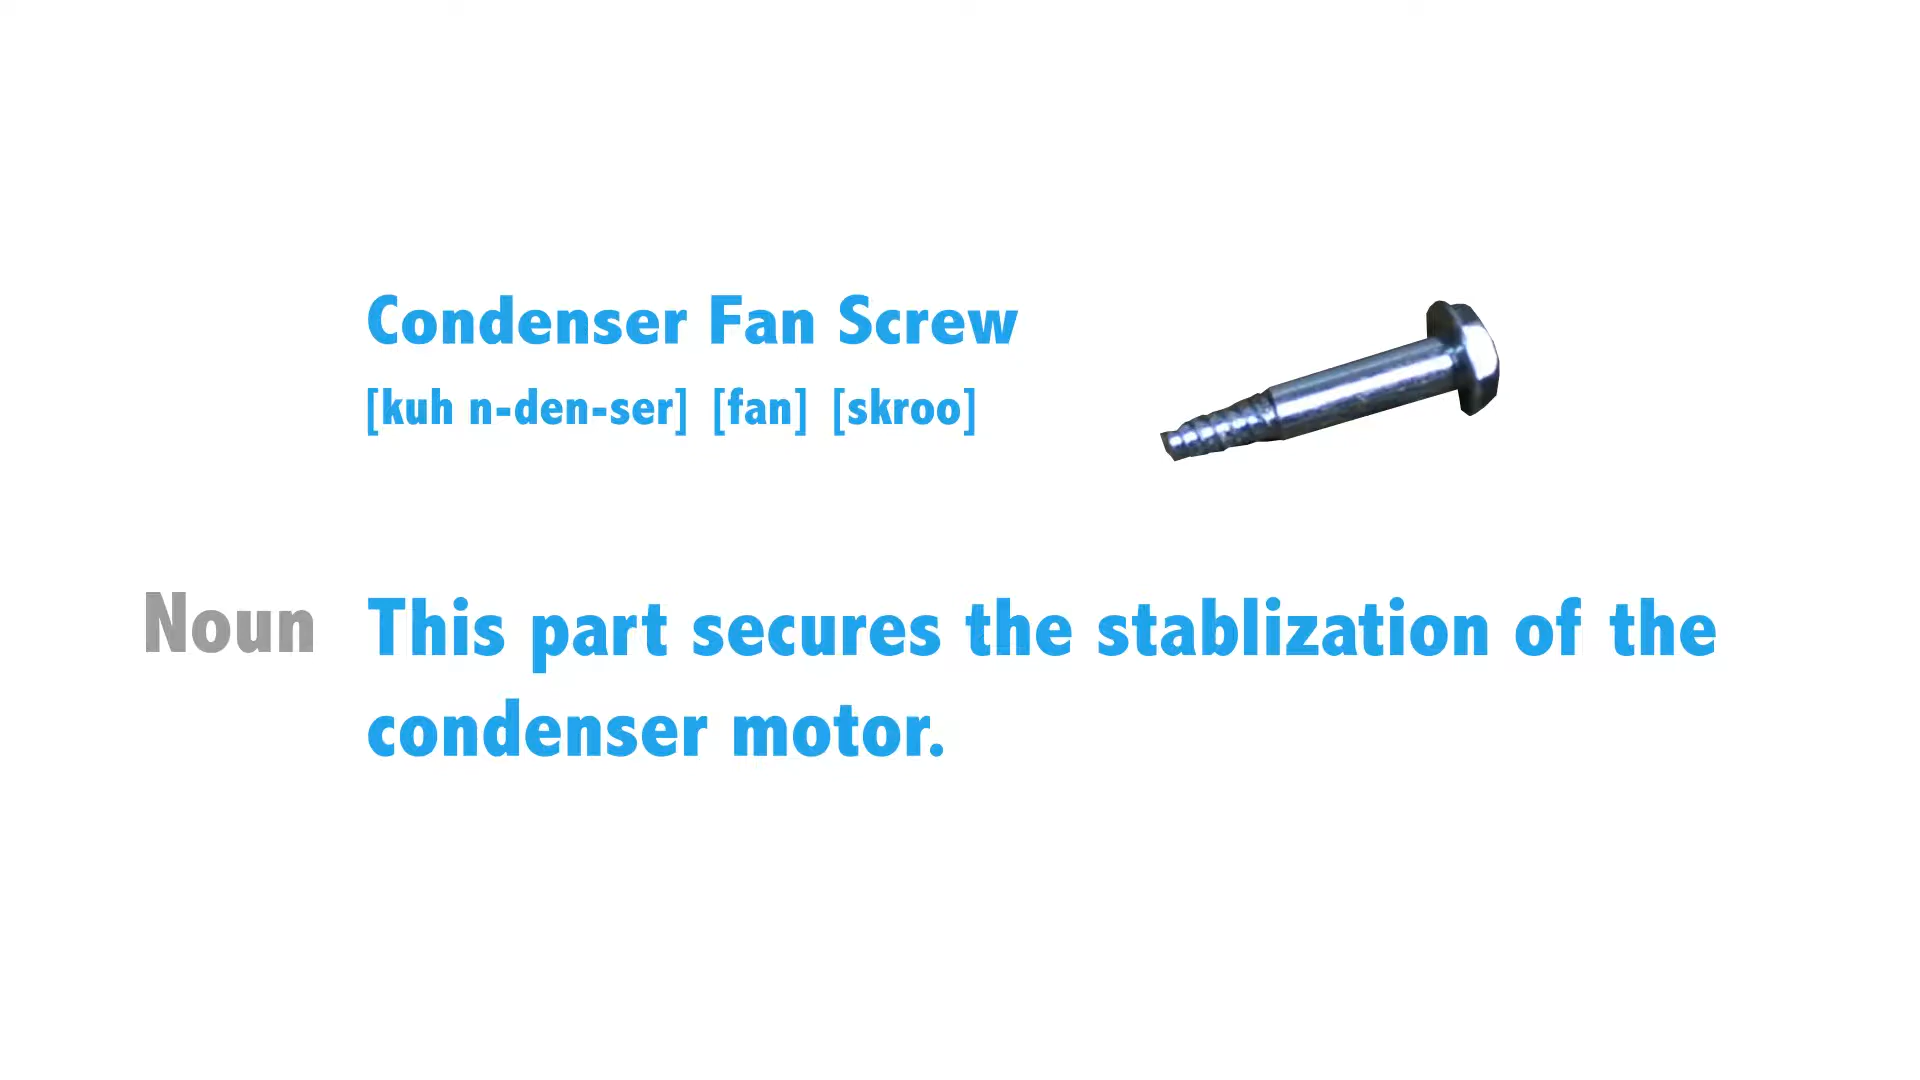 Condenser Fan Screw
[kuh n-den-ser] [fan] [skroo]
Noun This part secures the stablization of the
condenser motor.